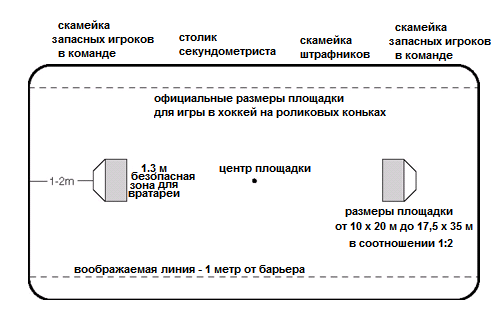 скамейка
запасных игроков
в команде
столик
секундометриста
скамейка
штрафников
скамейка
запасных игроков
в команде
официальные размеры площадки
для игры в хоккей на роликовых коньках
1-2m
1.3 м
безопасная
зона для
вратарей
центр площадки
размеры площадки
от 10 х 20 м до 17,5 х 35 м
в соотношении 1:2
воображаемая линия - 1 метр от барьера